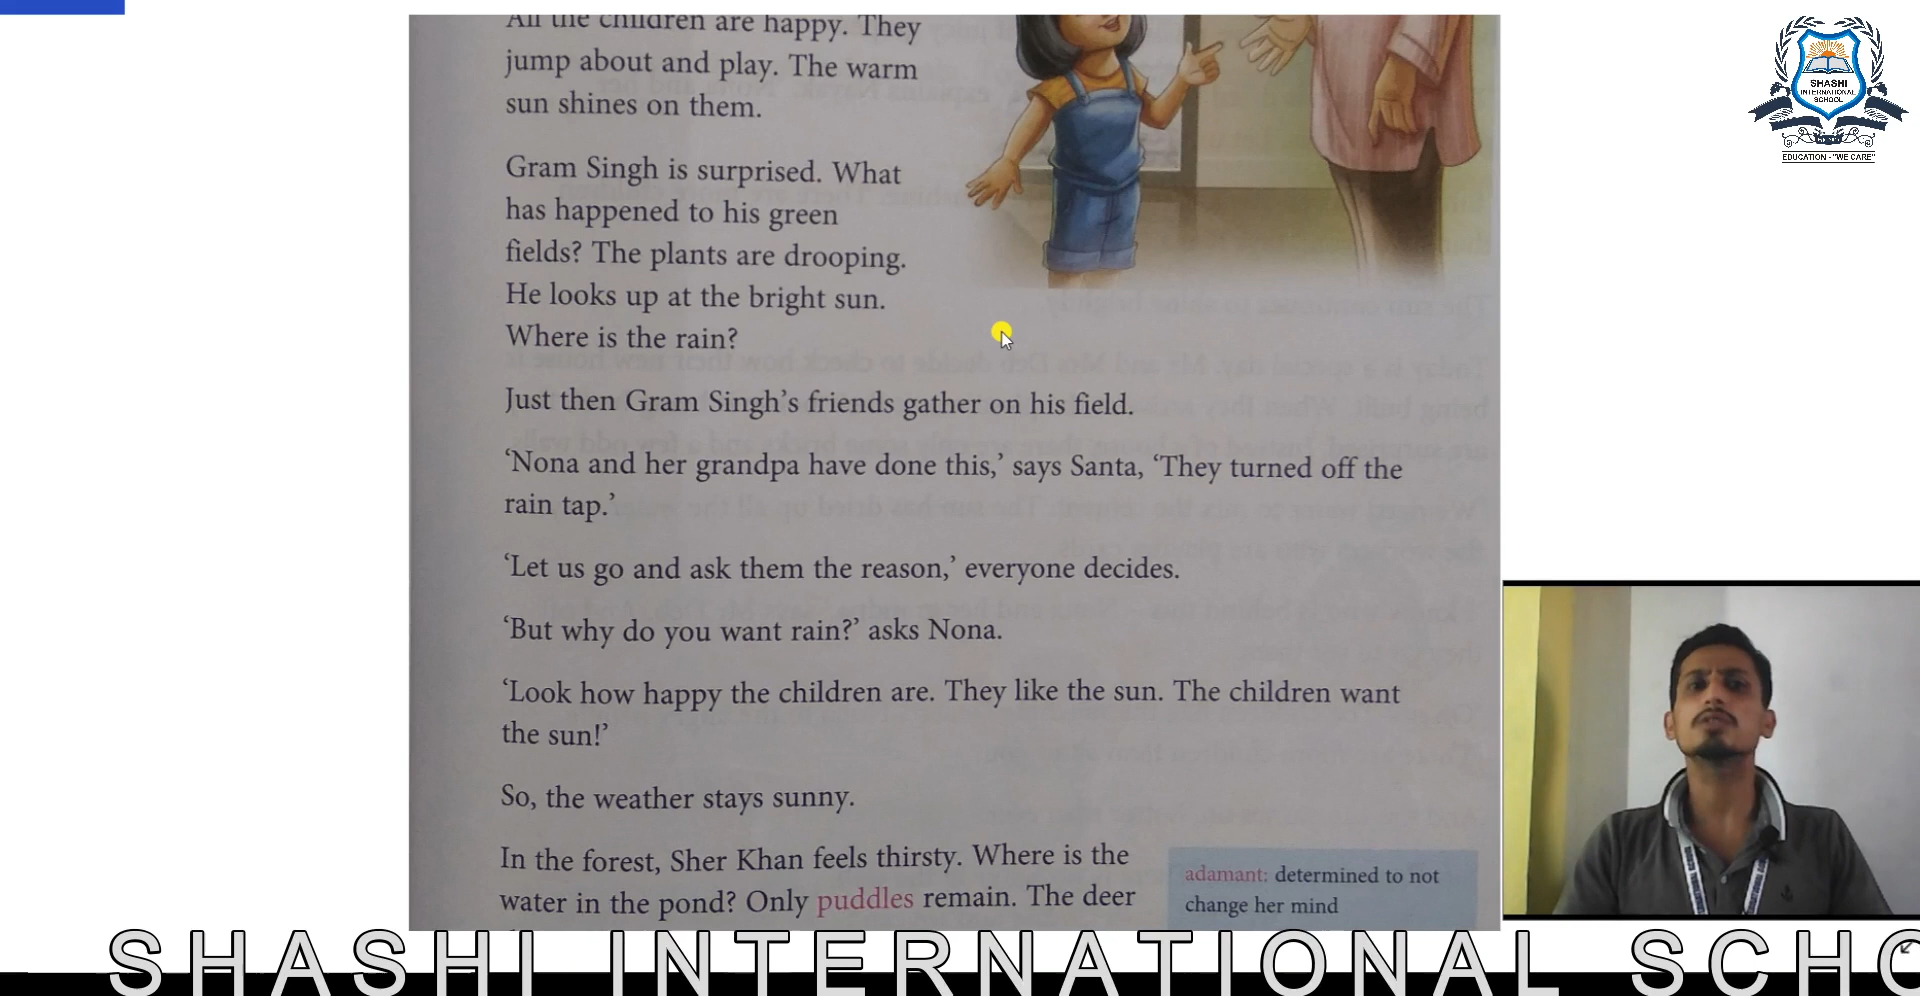 All the children are happy. They
jump about and play. The warm
sun shines on them.
Gram Singh is surprised. What
has happened to his green
fields? The plants are drooping.
He looks up at the bright sun.
Where is the rain?
Just then Gram Singh's friends gather on his field.
‘Nona and her grandpa have done this,’ says Santa, ‘They turned off the
rain tap.’
‘Let us go and ask them the reason,’ everyone decides.
‘But why do you want rain?’ asks Nona.
‘Look how happy the children are. They like the sun. The children want
the sun!’
So, the weather stays sunny.
In the forest, Sher Khan feels thirsty. Where is the
water in the pond? Only puddles remain. The deer
adamant: determined to not
change her mind
SHASHI
INTERNATIONAL
SCHOOL
EDUCATION - "WE CARE"
SHASHI INTERNATIONAL SCHO